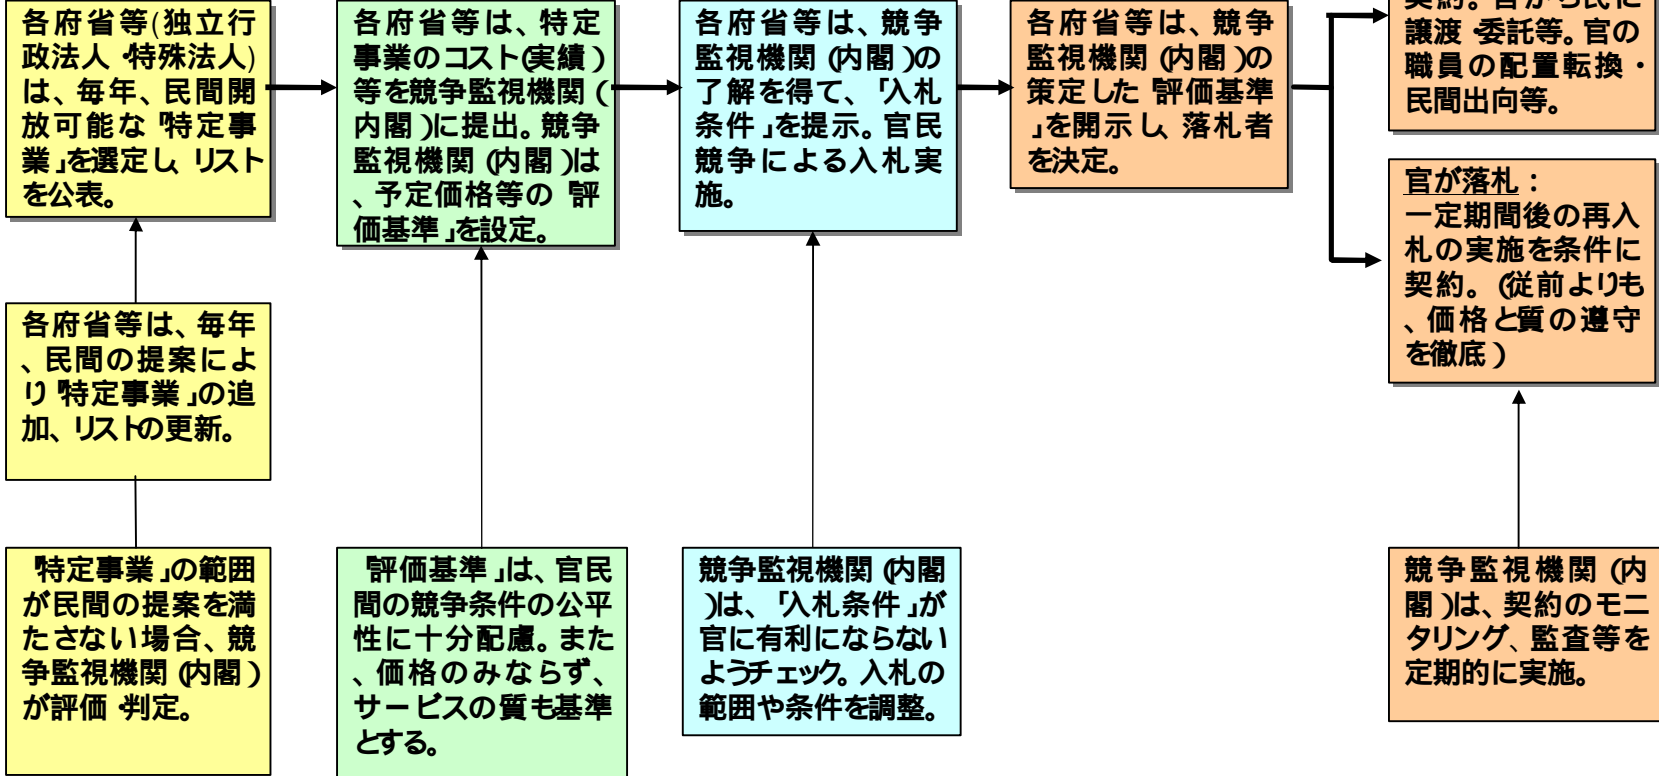 各府省等(独立行
政法人・特殊法人)
は、毎年、民間開
放可能な『特定事
業」を選定し、リスト
を公表。
各府省等は、特定
事業のコスト(実績)
等を競争監視機関(
内閣)に提出。競争
監視機関(内閣)は
、予定価格等の『評
価基準」を設定。
各府省等は、競争
監視機関(内閣)の
了解を得て、「入札
条件」を提示。官民
競争による入札実
施。
各府省等は、競争
監視機関(内閣)の
策定した『評価基準
」を開示し、落札者
を決定。
契約。官から民に
譲渡・委託等。官の
職員の配置転換・
民間出向等。
官が落札:
一定期間後の再入
札の実施を条件に
契約。(従前よりも
、価格と質の遵守
を徹底)
各府省等は、毎年
、民間の提案によ
り『特定事業」の追
加、リストの更新。
『特定事業」の範囲
が民間の提案を満
たさない場合、競
争監視機関(内閣)
が評価・判定。
『評価基準」は、官民
間の競争条件の公平
性に十分配慮。また
、価格のみならず、
サービスの質も基準
とする。
競争監視機関(内閣
)は、「入札条件」が
官に有利にならない
ようチェック。入札の
範囲や条件を調整。
競争監視機関(内
閣)は、契約のモニ
タリング、監査等を
定期的に実施。